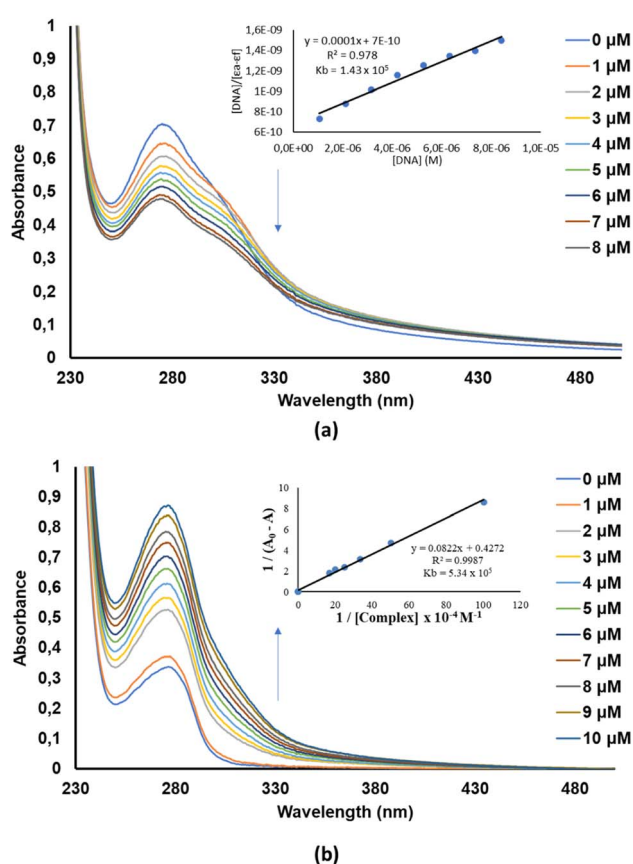 1
0,9
0,8
0,7
0,6
0,5
0,4
0,3
0,2
0,1
0
Absorbance
230 280 330 380 430 480
Wavelength (nm)
1,6E-09
1,4E-09
1,2E-09
1E-09
8E-10
6E-10
[DNA]/[εa-εf]
y = 0.0001x + 7E-10
R² = 0.978
Kb = 1.43 x 10⁵
0,0E+00 2,0E-06 4,0E-06 6,0E-06 8,0E-06 1,0E-05
[DNA] (M)
0 µM
1 µM
2 µM
3 µM
4 µM
5 µM
6 µM
7 µM
8 µM
(a)
1
0,9
0,8
0,7
0,6
0,5
0,4
0,3
0,2
0,1
0
Absorbance
230 280 330 380 430 480
Wavelength (nm)
10
8
6
4
2
0
1 / (A₀ - A)
y = 0.0822x + 0.4272
R² = 0.9987
Kb = 5.34 x 10⁵
0 20 40 60 80 100 120
1 / [Complex] x 10⁻⁴ M⁻¹
0 µM
1 µM
2 µM
3 µM
4 µM
5 µM
6 µM
7 µM
8 µM
9 µM
10 µM
(b)